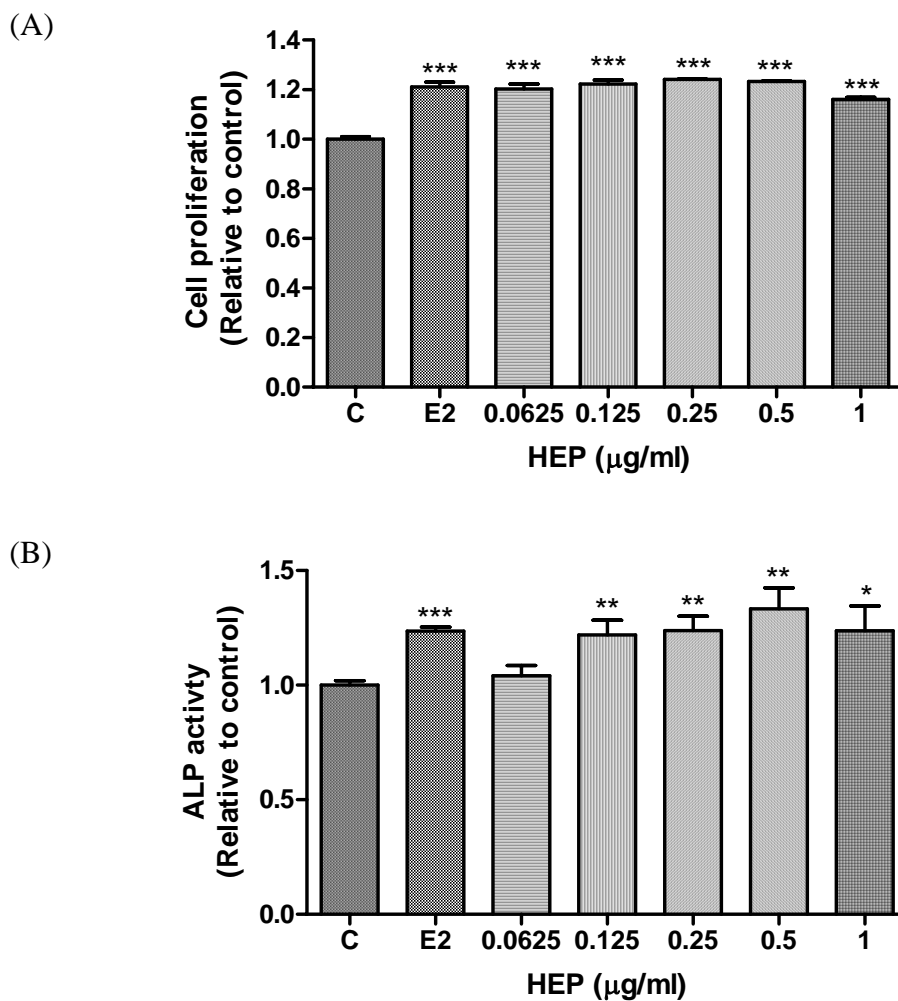 (A)
Cell proliferation
(Relative to control)
1.4
1.2
1.0
0.8
0.6
0.4
0.2
0.0
*** *** *** *** *** ***
C E2 0.0625 0.125 0.25 0.5 1
HEP (μg/ml)
(B)
ALP activty
(Relative to control)
1.5
1.0
0.5
0.0
*** ** ** ** *
C E2 0.0625 0.125 0.25 0.5 1
HEP (μg/ml)